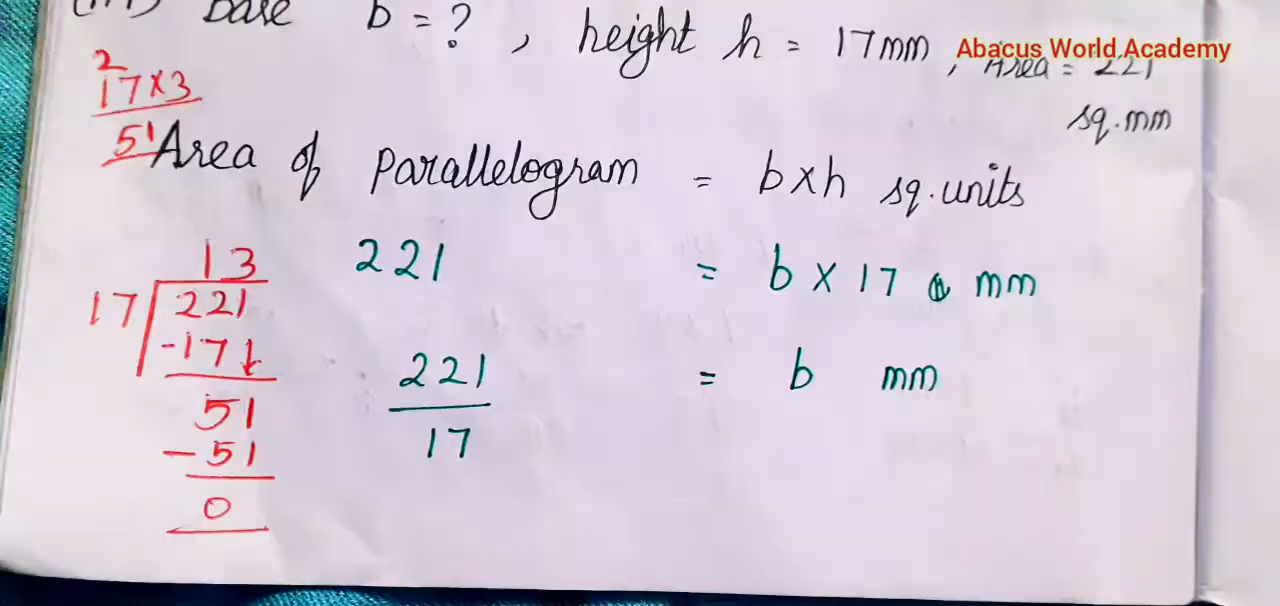 (iii) Base b = ? , height h = 17mm , Area = 221
sq.mm
Abacus World Academy
2
17×3
51
Area of Parallelogram = b×h sq.units
221 = b × 17 mm
221 = b mm
17
13
17 221
-17↓
51
-51
0